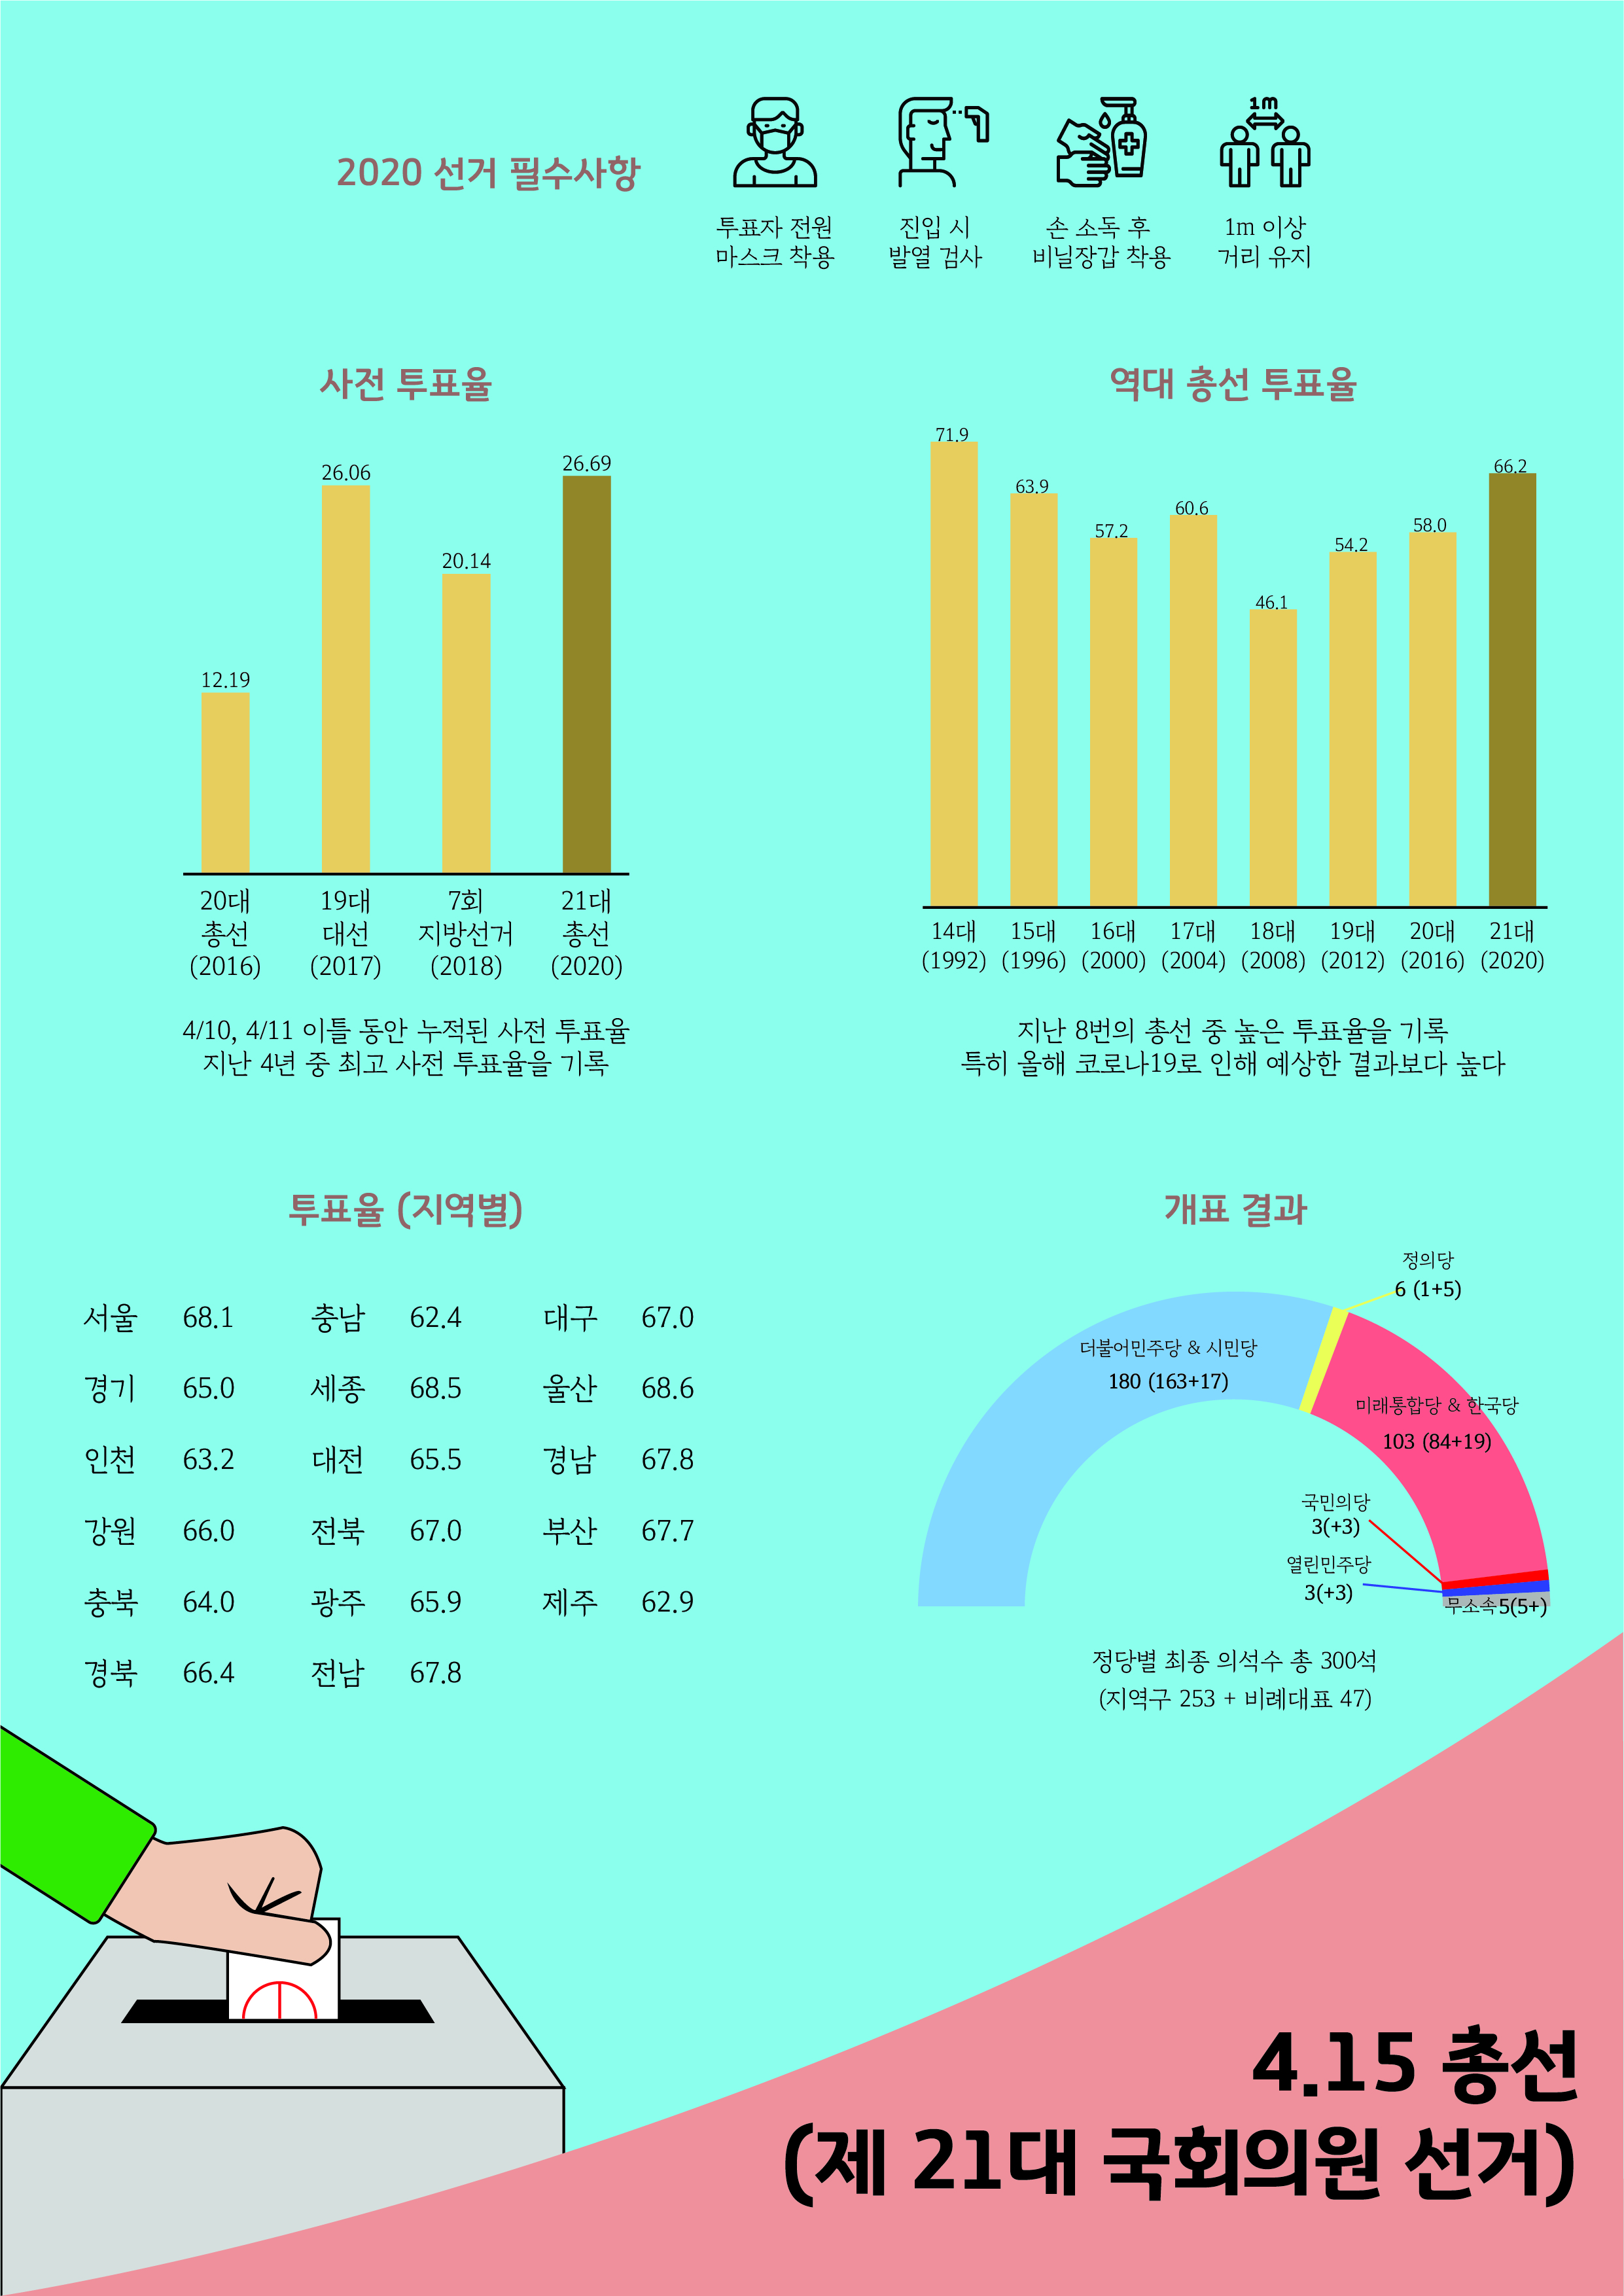 2020 선거 필수사항
1m
투표자 전원
마스크 착용
진입 시
발열 검사
손 소독 후
비닐장갑 착용
1m 이상
거리 유지
사전 투표율
12.19
26.06
20.14
26.69
20대
총선
(2016)
19대
대선
(2017)
7회
지방선거
(2018)
21대
총선
(2020)
4/10, 4/11 이틀 동안 누적된 사전 투표율
지난 4년 중 최고 사전 투표율을 기록
역대 총선 투표율
71.9
63.9
57.2
60.6
46.1
54.2
58.0
66.2
14대
(1992)
15대
(1996)
16대
(2000)
17대
(2004)
18대
(2008)
19대
(2012)
20대
(2016)
21대
(2020)
지난 8번의 총선 중 높은 투표율을 기록
특히 올해 코로나19로 인해 예상한 결과보다 높다
투표율 (지역별)
서울 68.1 충남 62.4 대구 67.0
경기 65.0 세종 68.5 울산 68.6
인천 63.2 대전 65.5 경남 67.8
강원 66.0 전북 67.0 부산 67.7
충북 64.0 광주 65.9 제주 62.9
경북 66.4 전남 67.8
개표 결과
정의당
6 (1+5)
더불어민주당 & 시민당
180 (163+17)
미래통합당 & 한국당
103 (84+19)
국민의당
3(+3)
열린민주당
3(+3)
무소속5(5+)
정당별 최종 의석수 총 300석
(지역구 253 + 비례대표 47)
4.15 총선
(제 21대 국회의원 선거)